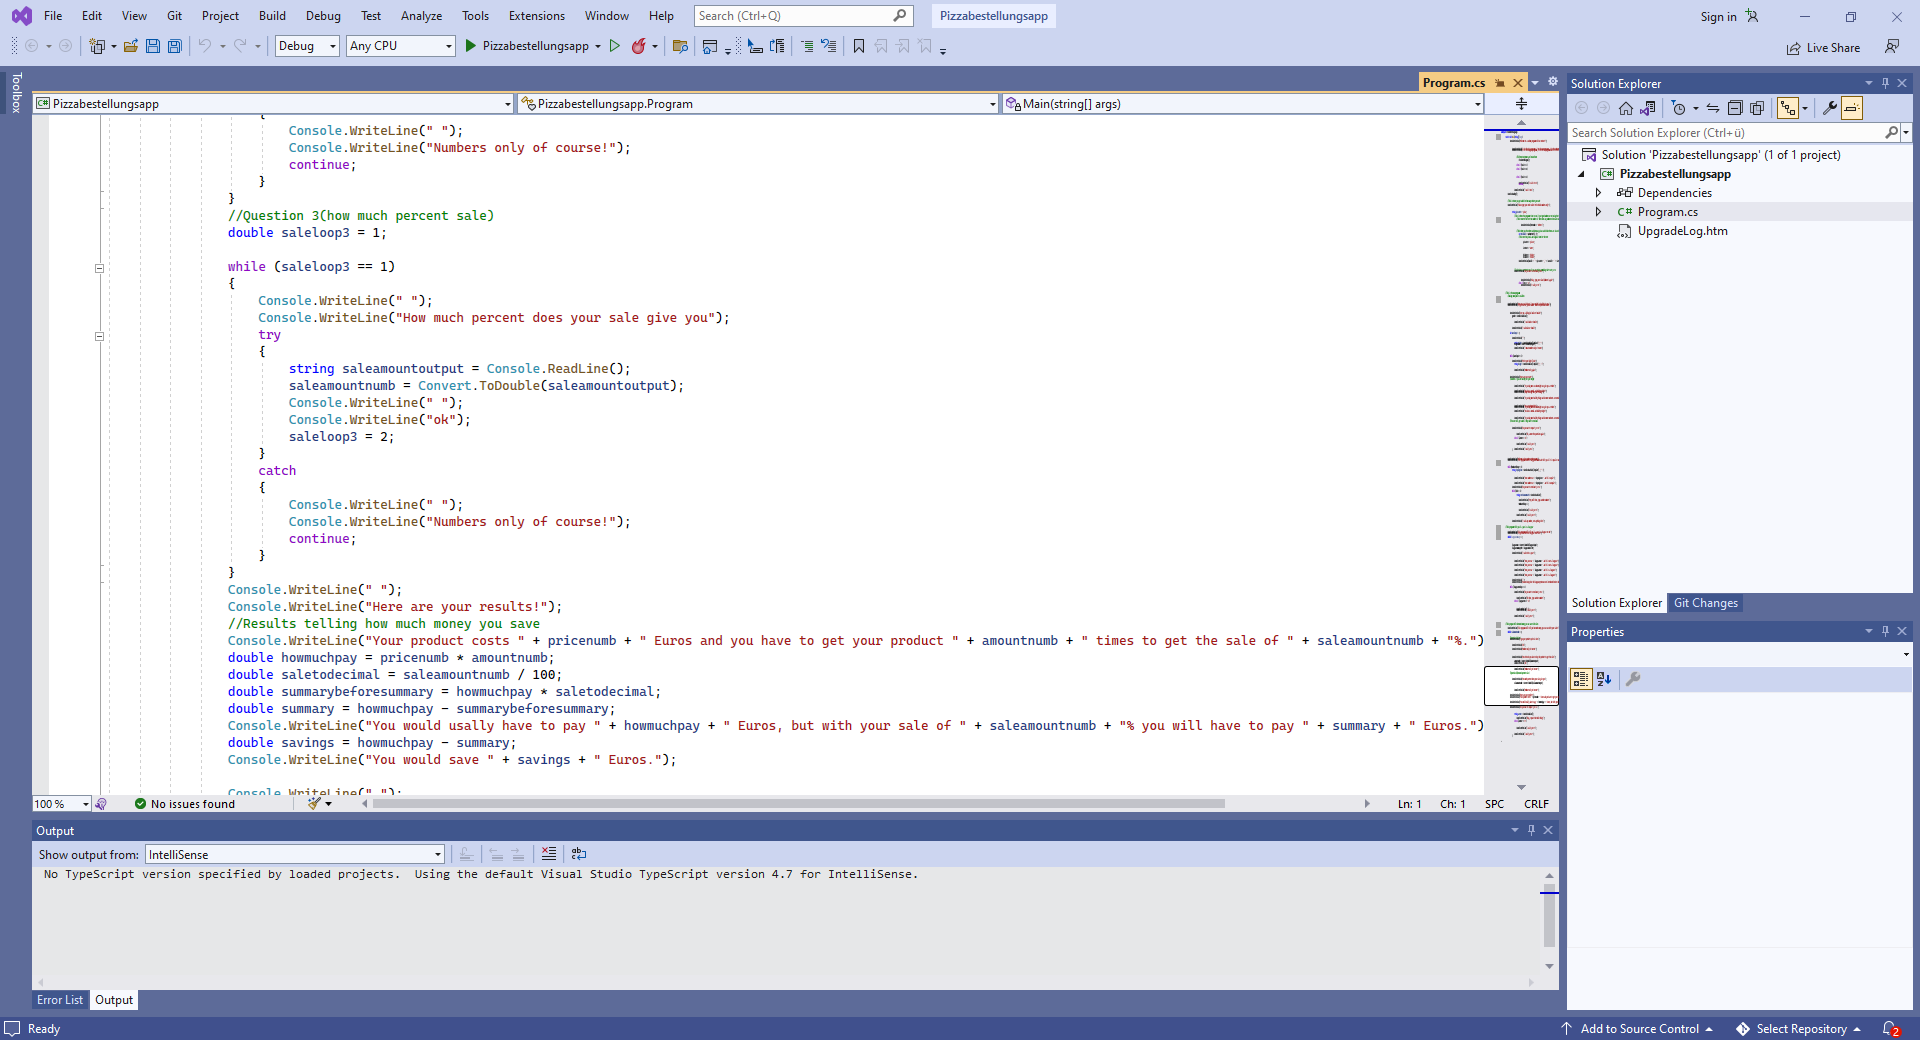 File Edit View Git Project Build Debug Test Analyze Tools Extensions Window Help Search (Ctrl+Q) Pizzabestellungsapp Sign in
Debug Any CPU Pizzabestellungsapp Live Share
Toolbox
Program.cs
Pizzabestellungsapp Pizzabestellungsapp.Program Main(string[] args)
{
Console.WriteLine(" ");
Console.WriteLine("Numbers only of course!");
continue;
}
}
//Question 3(how much percent sale)
double saleloop3 = 1;
while (saleloop3 == 1)
{
Console.WriteLine(" ");
Console.WriteLine("How much percent does your sale give you");
try
{
string saleamountoutput = Console.ReadLine();
saleamountnumb = Convert.ToDouble(saleamountoutput);
Console.WriteLine(" ");
Console.WriteLine("ok");
saleloop3 = 2;
}
catch
{
Console.WriteLine(" ");
Console.WriteLine("Numbers only of course!");
continue;
}
}
Console.WriteLine(" ");
Console.WriteLine("Here are your results!");
//Results telling how much money you save
Console.WriteLine("Your product costs " + pricenumb + " Euros and you have to get your product " + amountnumb + " times to get the sale of " + saleamountnumb + "%.")
double howmuchpay = pricenumb * amountnumb;
double saletodecimal = saleamountnumb / 100;
double summarybeforesummary = howmuchpay * saletodecimal;
double summary = howmuchpay - summarybeforesummary;
Console.WriteLine("You would usally have to pay " + howmuchpay + " Euros, but with your sale of " + saleamountnumb + "% you will have to pay " + summary + " Euros.")
double savings = howmuchpay - summary;
Console.WriteLine("You would save " + savings + " Euros.");
Console.WriteLine(" ");
100 % No issues found Ln: 1 Ch: 1 SPC CRLF
Output
Show output from: IntelliSense
No TypeScript version specified by loaded projects.  Using the default Visual Studio TypeScript version 4.7 for IntelliSense.
Error List Output
Solution Explorer
Search Solution Explorer (Ctrl+ü)
Solution 'Pizzabestellungsapp' (1 of 1 project)
C# Pizzabestellungsapp
Dependencies
C# Program.cs
UpgradeLog.htm
Solution Explorer Git Changes
Properties
Ready Add to Source Control Select Repository 2